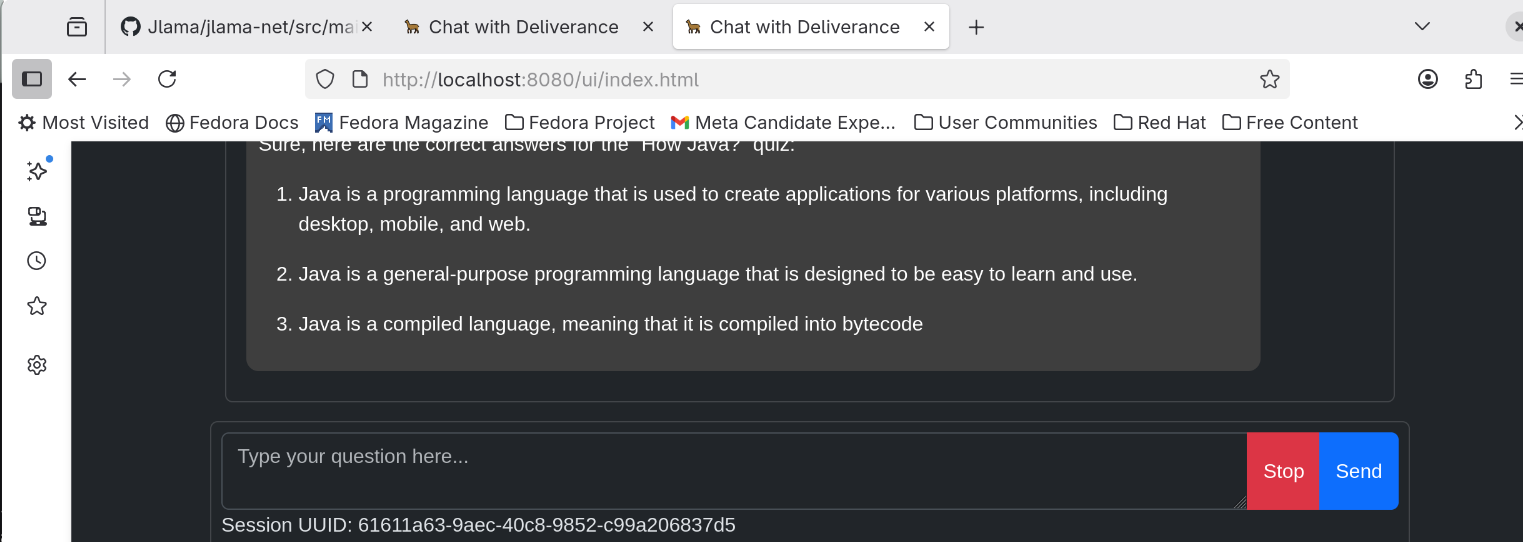 Jlama/jlama-net/src/mai
Chat with Deliverance
Chat with Deliverance
http://localhost:8080/ui/index.html
Most Visited
Fedora Docs
FM
Fedora Magazine
Fedora Project
Meta Candidate Expe...
User Communities
Red Hat
Free Content
Sure, here are the correct answers for the "How Java?" quiz:
1. Java is a programming language that is used to create applications for various platforms, including
desktop, mobile, and web.
2. Java is a general-purpose programming language that is designed to be easy to learn and use.
3. Java is a compiled language, meaning that it is compiled into bytecode
Type your question here...
Stop
Send
Session UUID: 61611a63-9aec-40c8-9852-c99a206837d5